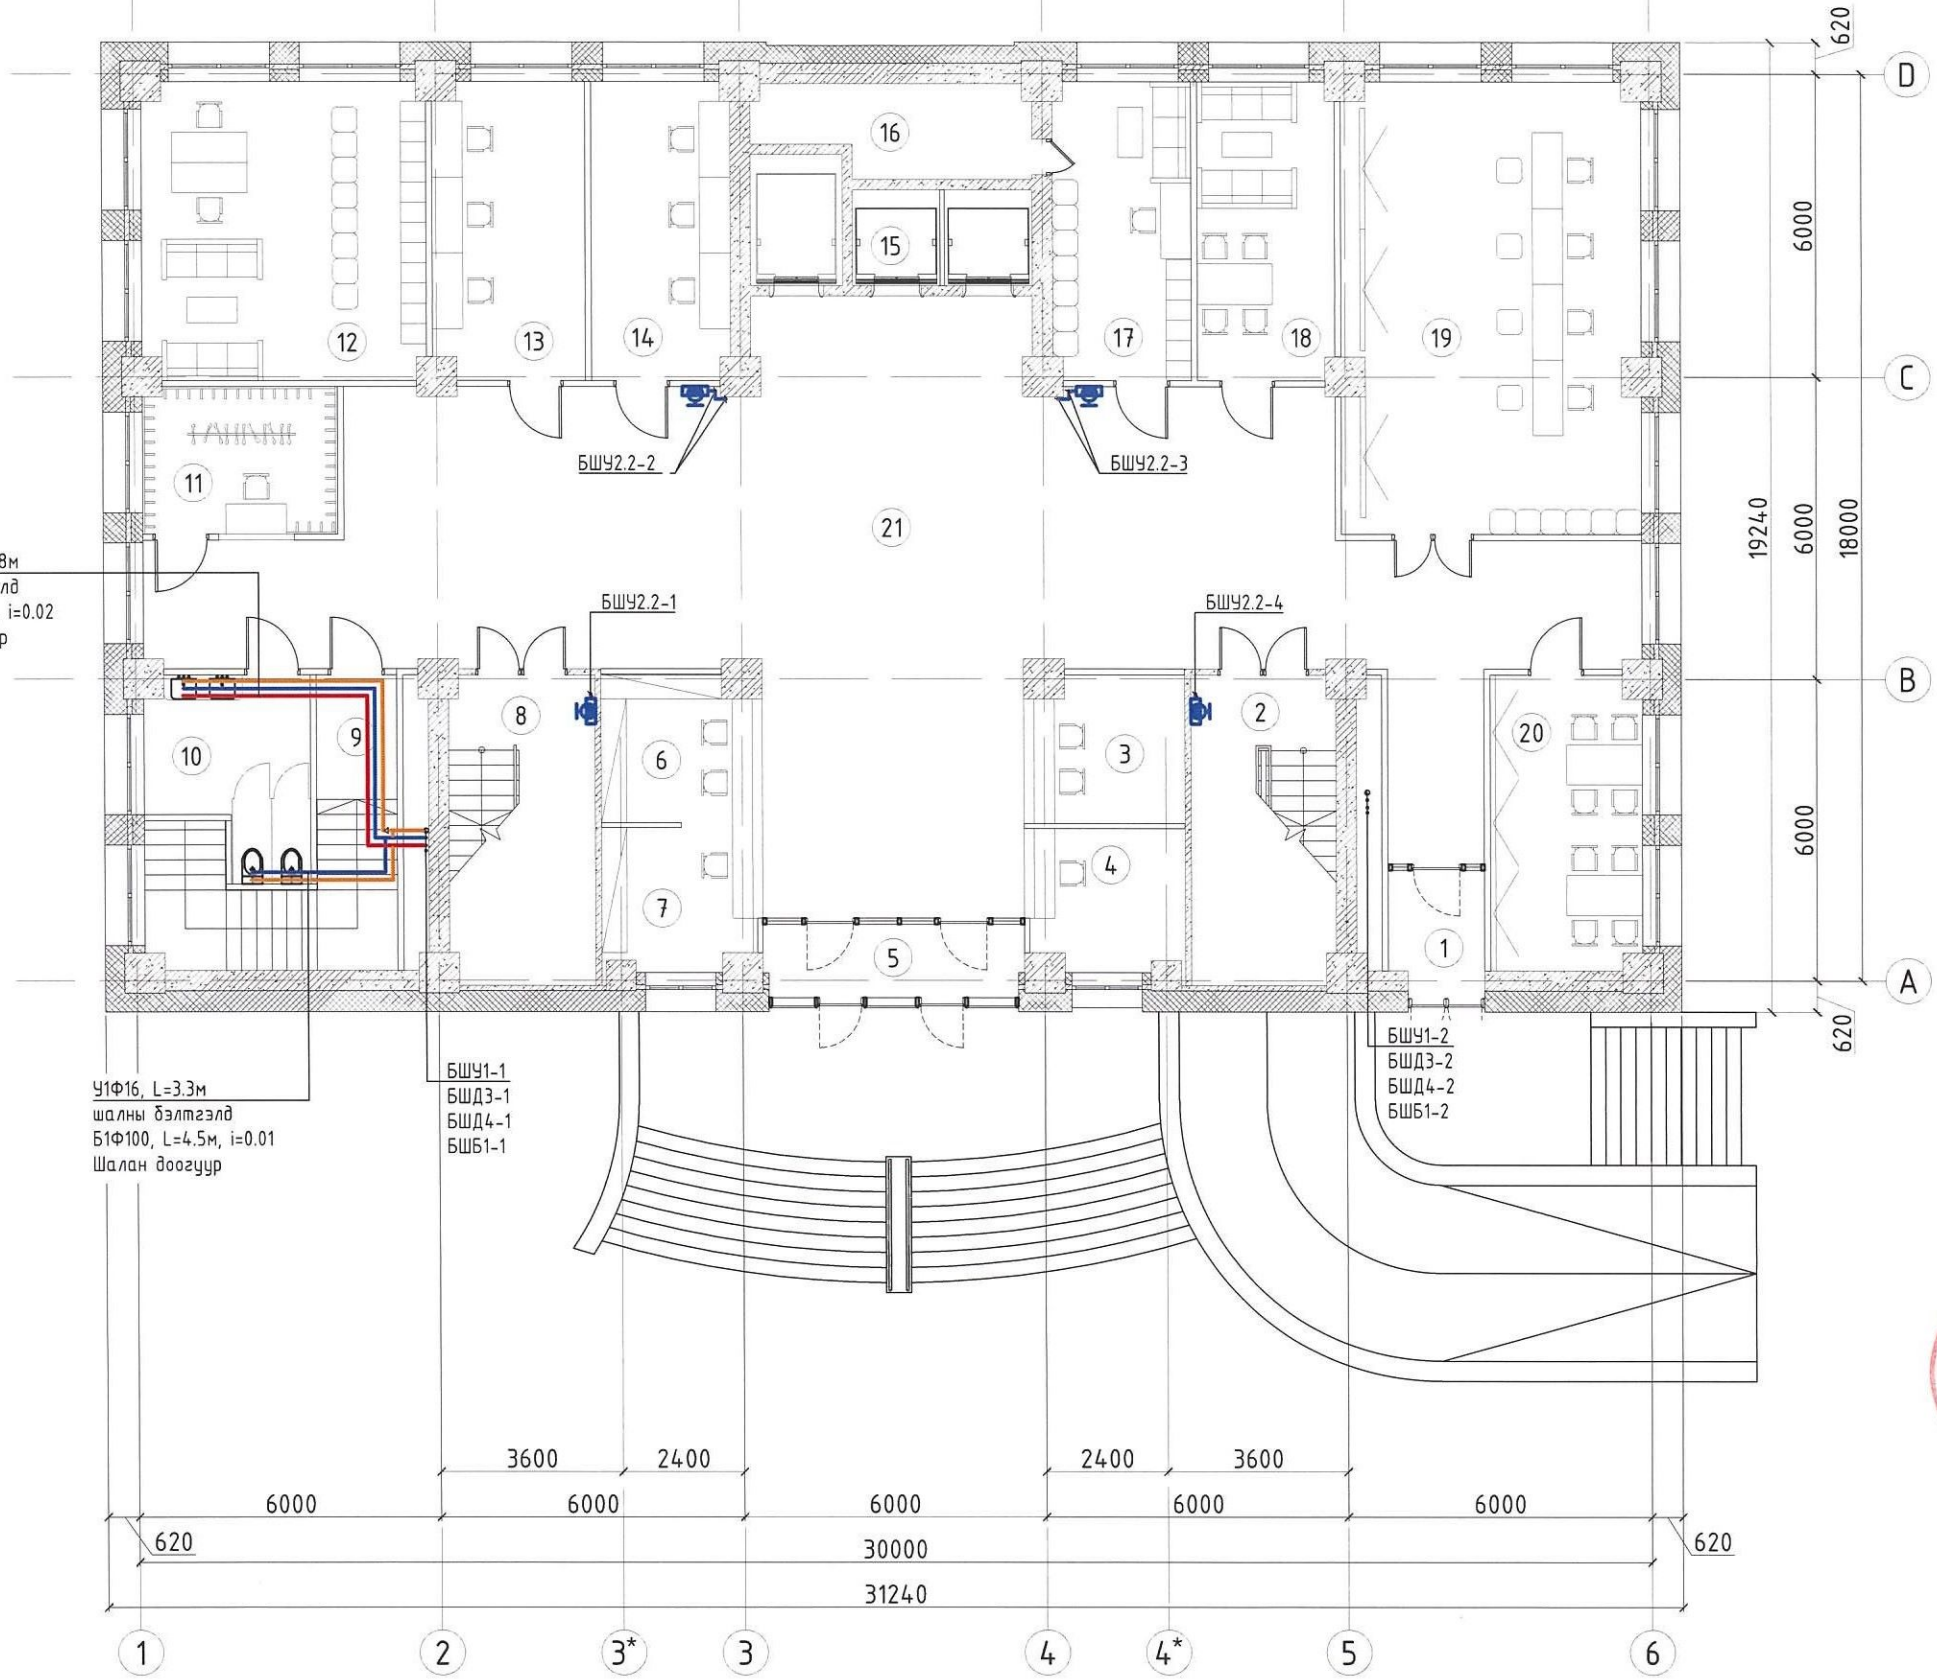 620
D
16
15
12
13
14
17
18
19
6000
C
БШУ2.2-2
БШУ2.2-3
11
21
19240
6000
18000
8м
лд
i=0.02
р
БШУ2.2-1
БШУ2.2-4
B
8
2
10
9
6
3
20
6000
4
7
1
5
A
620
У1Ф16, L=3.3м
шалны бэлтгэлд
Б1Ф100, L=4.5м, i=0.01
Шалан доогуур
БШУ1-1
БШД3-1
БШД4-1
БШБ1-1
БШУ1-2
БШД3-2
БШД4-2
БШБ1-2
3600
2400
2400
3600
6000
6000
6000
6000
6000
620
30000
620
31240
1
2
3*
3
4
4*
5
6